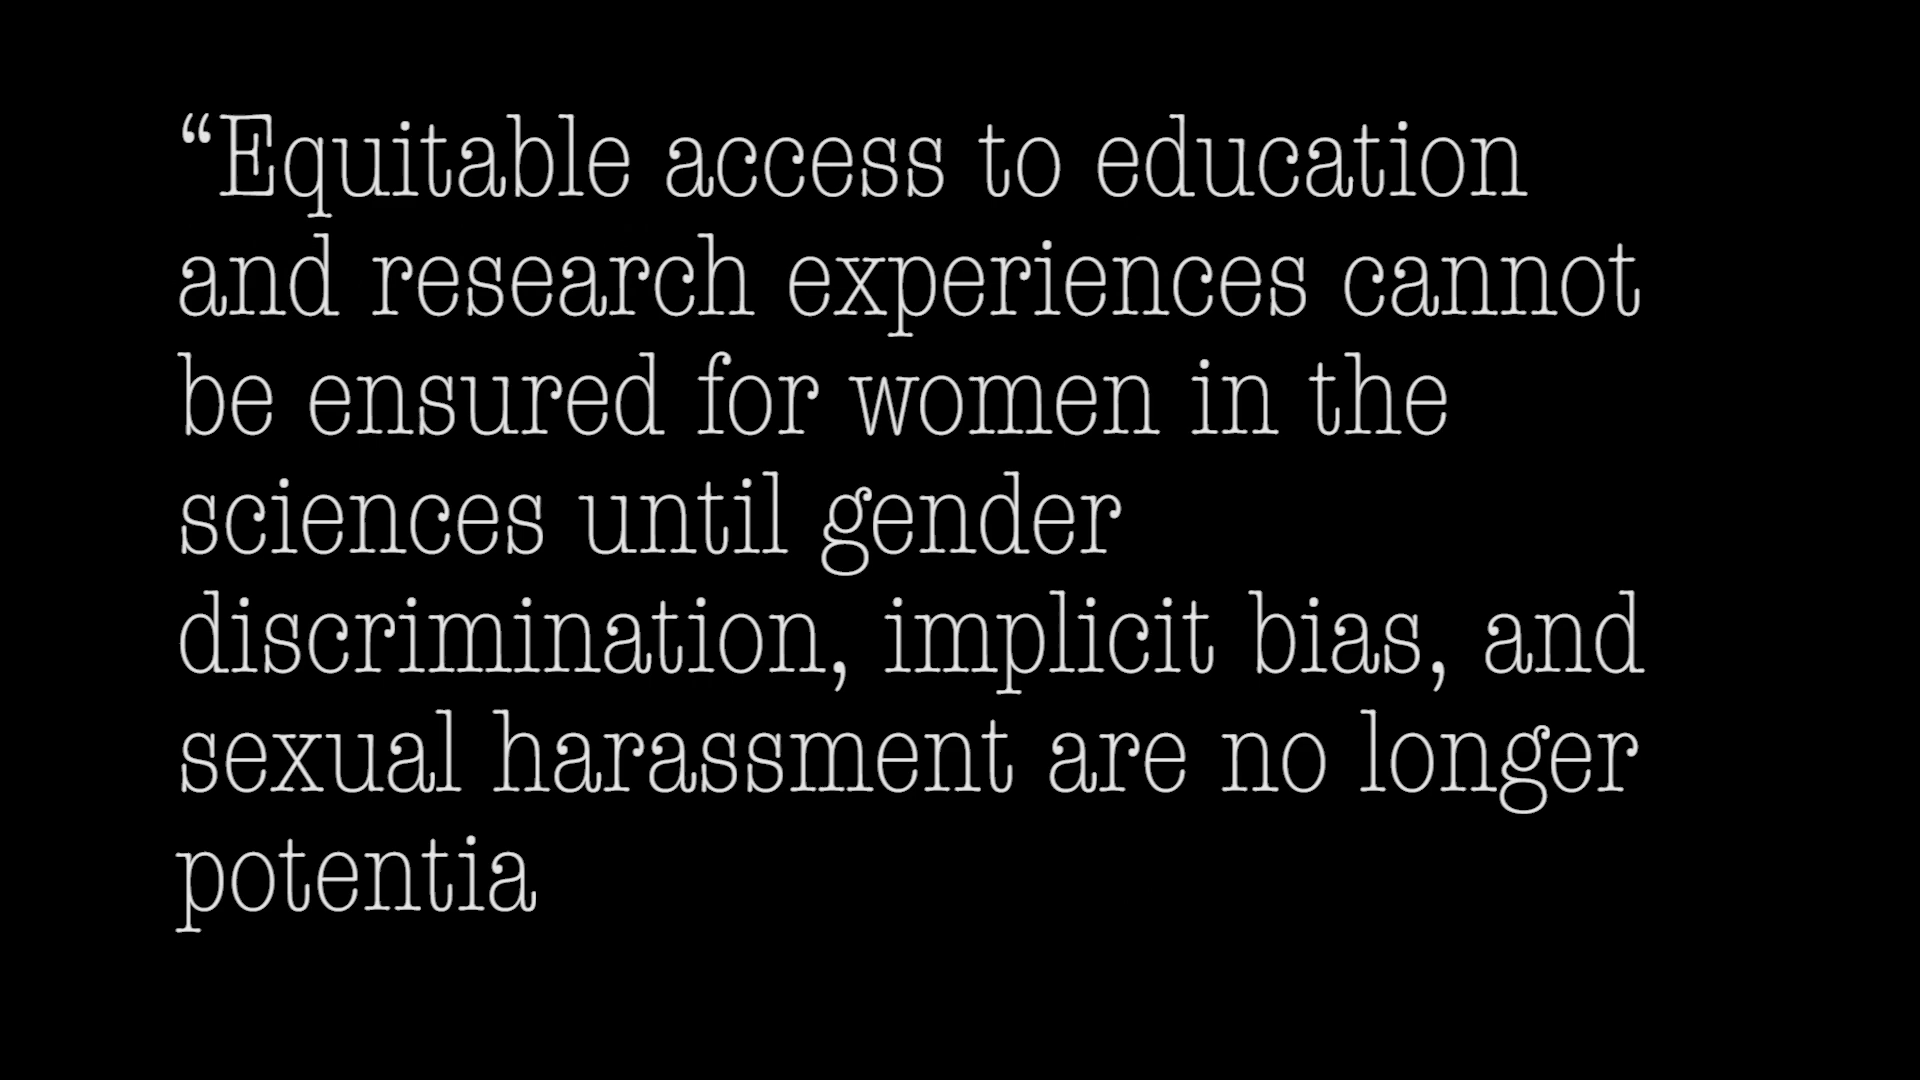 “Equitable access to education
and research experiences cannot
be ensured for women in the
sciences until gender
discrimination, implicit bias, and
sexual harassment are no longer
potentia